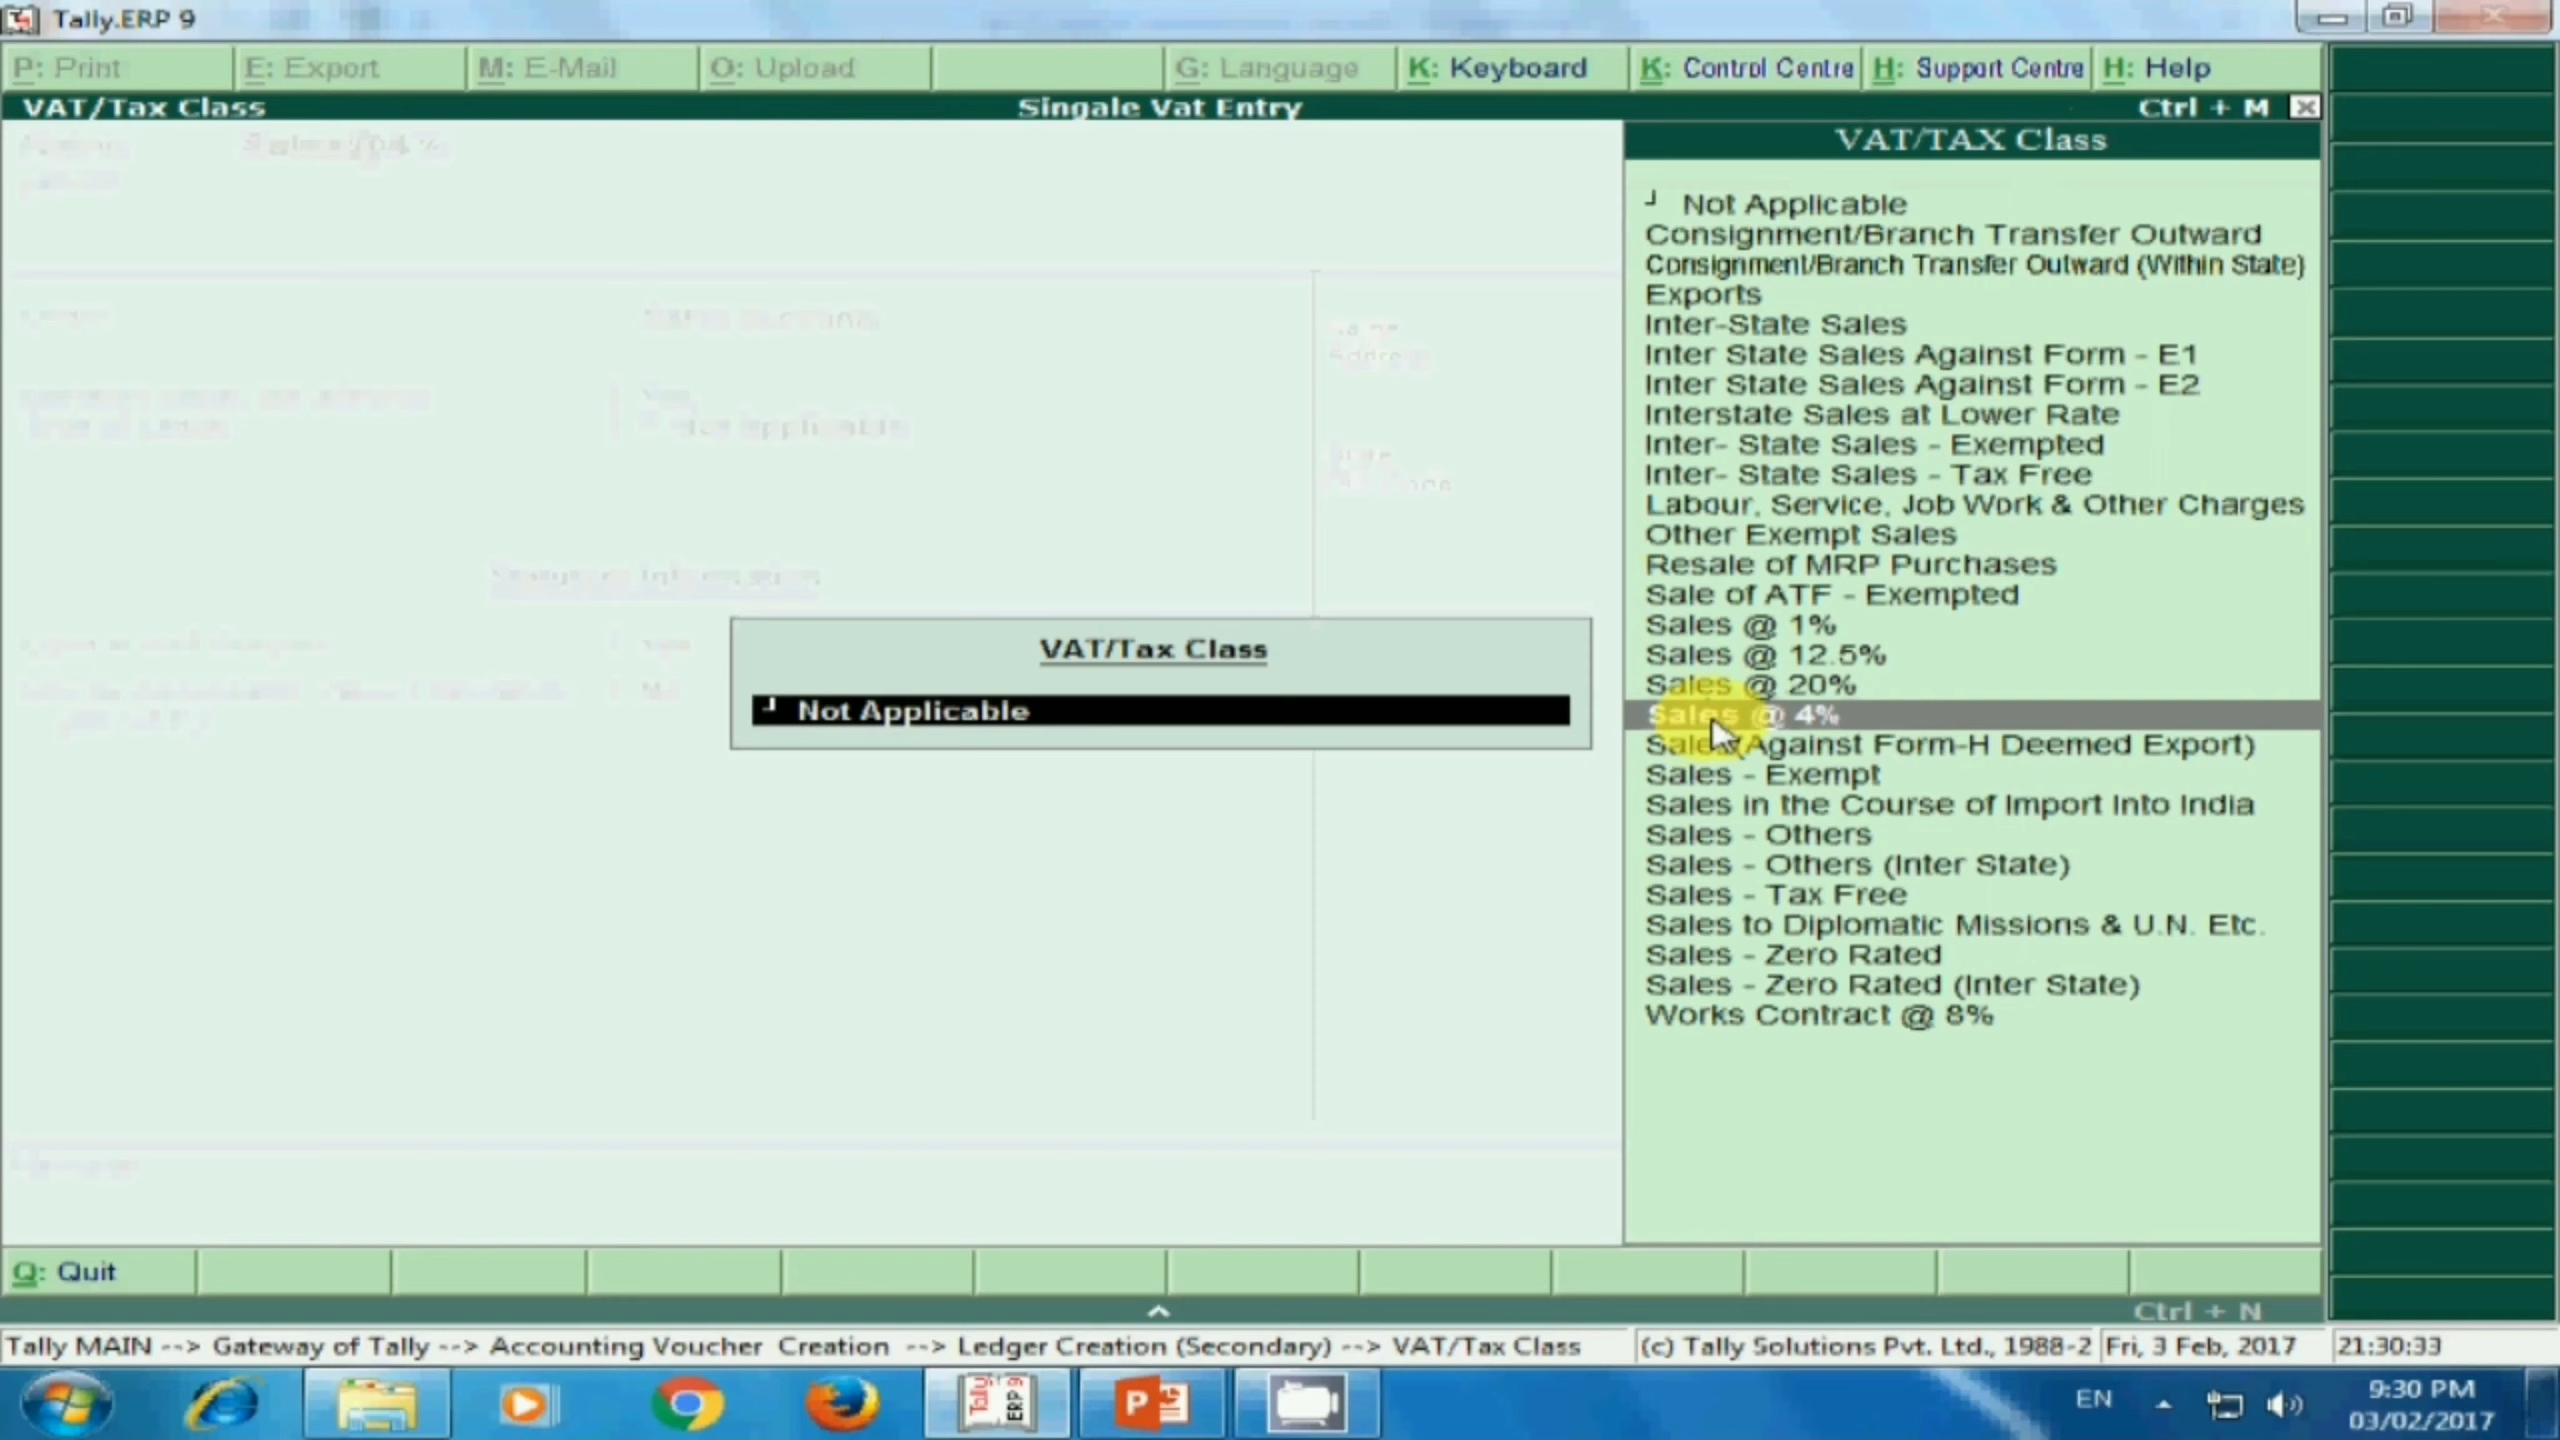 Tally.ERP 9
P: Print
E: Export
M: E-Mail
O: Upload
G: Language
K: Keyboard
K: Control Centre
H: Support Centre
H: Help
VAT/Tax Class
Singale Vat Entry
Ctrl + M
VAT/TAX Class
Not Applicable
Consignment/Branch Transfer Outward
Consignment/Branch Transfer Outward (Within State)
Exports
Inter-State Sales
Inter State Sales Against Form - E1
Inter State Sales Against Form - E2
Interstate Sales at Lower Rate
Inter- State Sales - Exempted
Inter- State Sales - Tax Free
Labour, Service, Job Work & Other Charges
Other Exempt Sales
Resale of MRP Purchases
Sale of ATF - Exempted
Sales @ 1%
Sales @ 12.5%
Sales @ 20%
Sales @ 4%
Sales (Against Form-H Deemed Export)
Sales - Exempt
Sales in the Course of Import Into India
Sales - Others
Sales - Others (Inter State)
Sales - Tax Free
Sales to Diplomatic Missions & U.N. Etc.
Sales - Zero Rated
Sales - Zero Rated (Inter State)
Works Contract @ 8%
VAT/Tax Class
Not Applicable
Q: Quit
Ctrl + N
Tally MAIN --> Gateway of Tally --> Accounting Voucher Creation --> Ledger Creation (Secondary) --> VAT/Tax Class
(c) Tally Solutions Pvt. Ltd., 1988-2
Fri, 3 Feb, 2017
21:30:33
Tally
ERP 9
EN
9:30 PM
03/02/2017